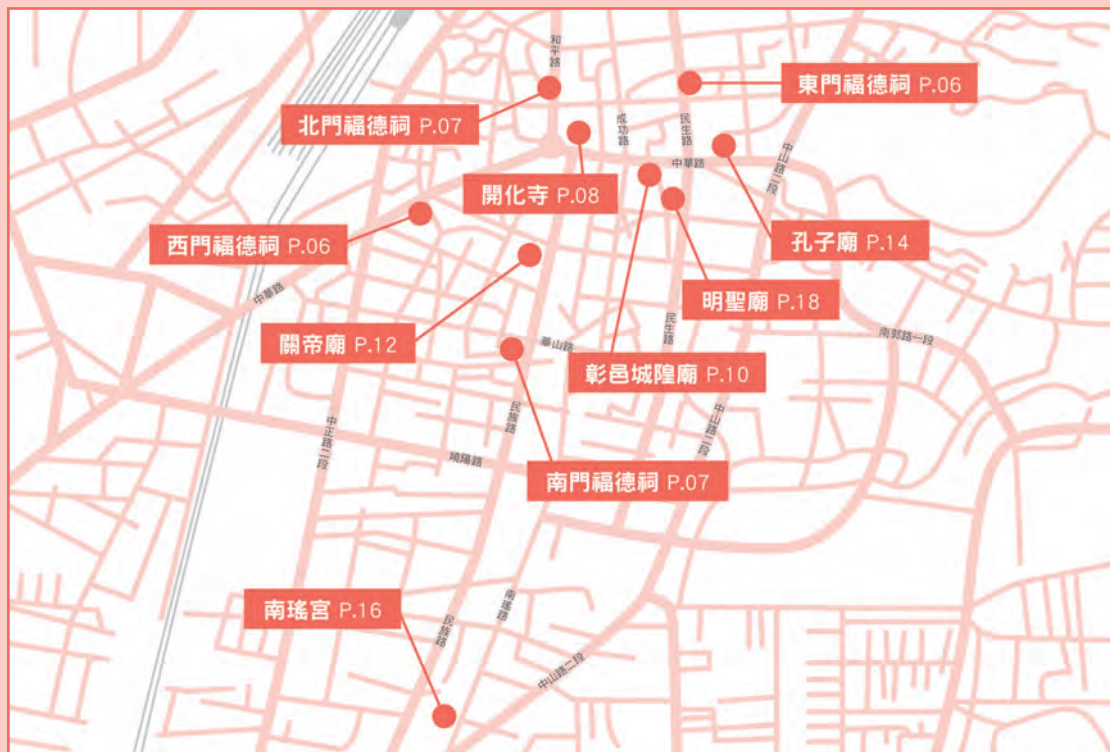 和平路
東門福德祠 P.06
北門福德祠 P.07
成功路
民生路
中山路二段
中華路
開化寺 P.08
西門福德祠 P.06
孔子廟 P.14
中華路
明聖廟 P.18
關帝廟 P.12
華山路
民生路
南郭路一段
彰邑城隍廟 P.10
中正路二段
民族路
中山路二段
曉陽路
南門福德祠 P.07
南瑤宮 P.16
南瑤路
民族路
中山路二段